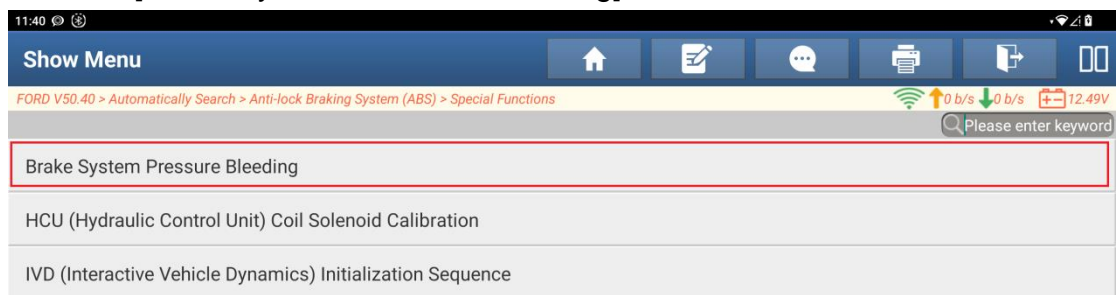 11:40
Show Menu
FORD V50.40 > Automatically Search > Anti-lock Braking System (ABS) > Special Functions
0 b/s 0 b/s 12.49V
Please enter keyword
Brake System Pressure Bleeding
HCU (Hydraulic Control Unit) Coil Solenoid Calibration
IVD (Interactive Vehicle Dynamics) Initialization Sequence